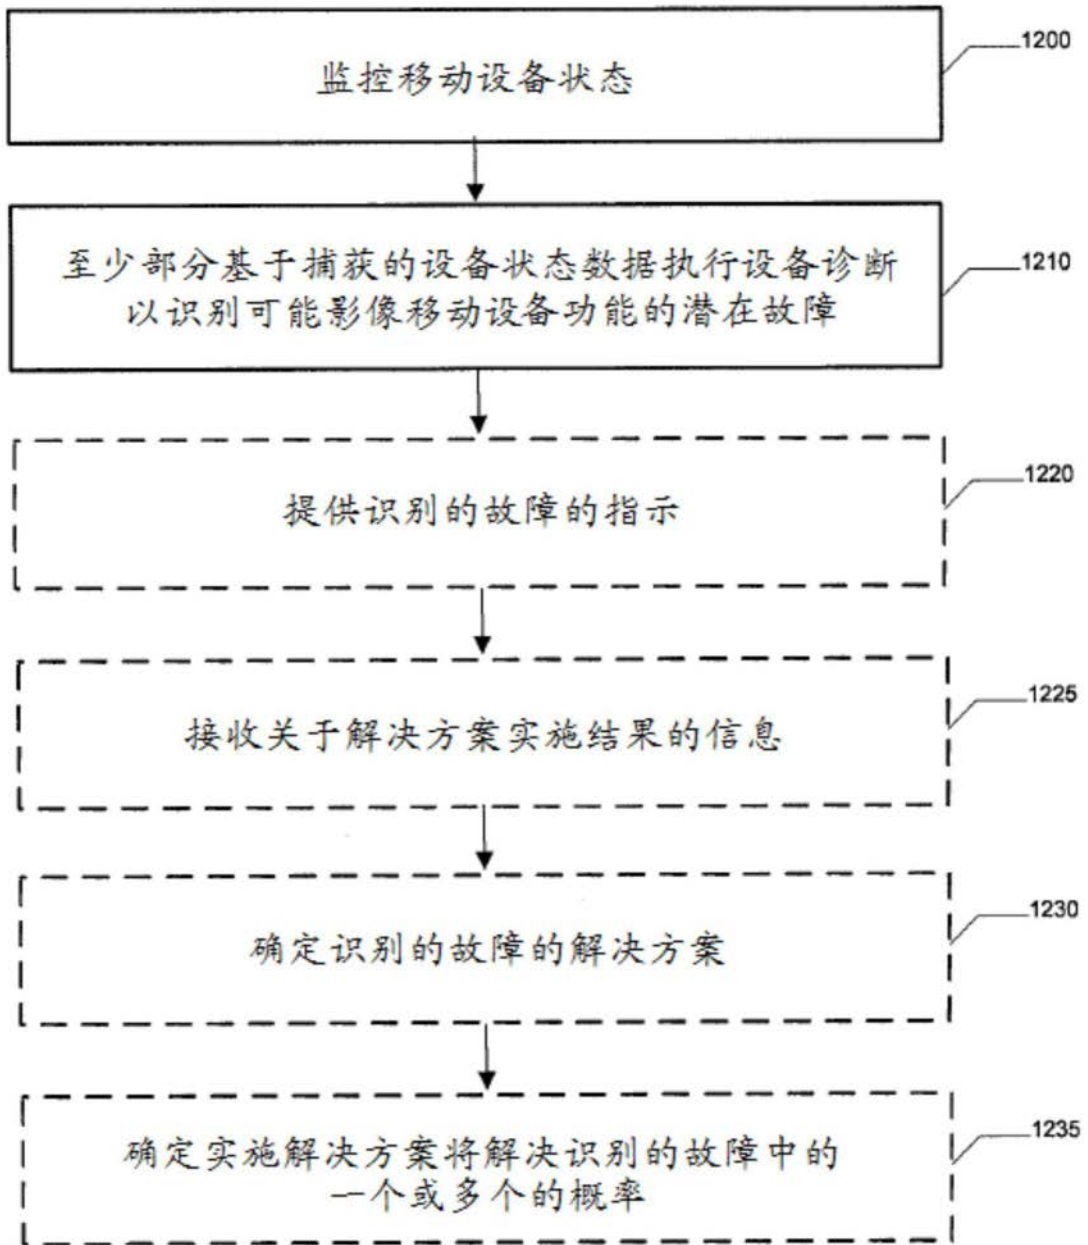 监控移动设备状态
1200
至少部分基于捕获的设备状态数据执行设备诊断
以识别可能影像移动设备功能的潜在故障
1210
提供识别的故障的指示
1220
接收关于解决方案实施结果的信息
1225
确定识别的故障的解决方案
1230
确定实施解决方案将解决识别的故障中的
一个或多个的概率
1235